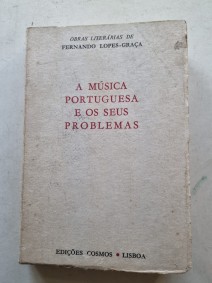 OBRAS LITERÁRIAS DE
FERNANDO LOPES-GRAÇA
A MÚSICA
PORTUGUESA
E OS SEUS
PROBLEMAS
EDIÇÕES COSMOS • LISBOA